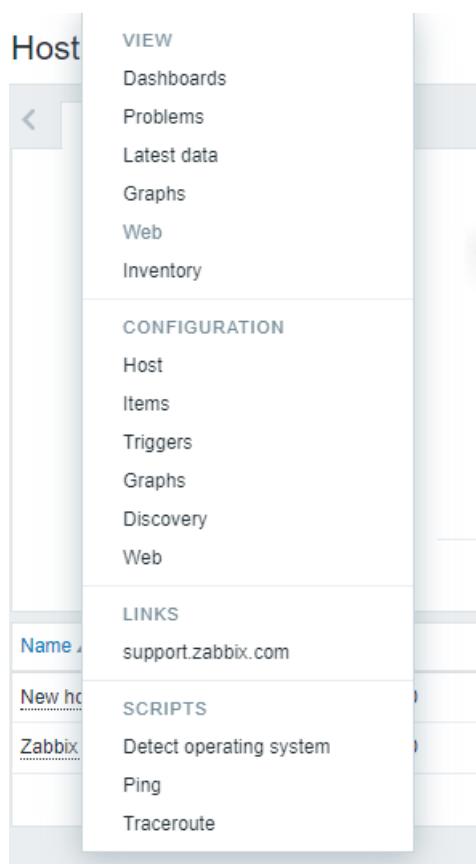 Host
VIEW
Dashboards
Problems
Latest data
Graphs
Web
Inventory
CONFIGURATION
Host
Items
Triggers
Graphs
Discovery
Web
LINKS
support.zabbix.com
SCRIPTS
Detect operating system
Ping
Traceroute
Name
New
Zabbix